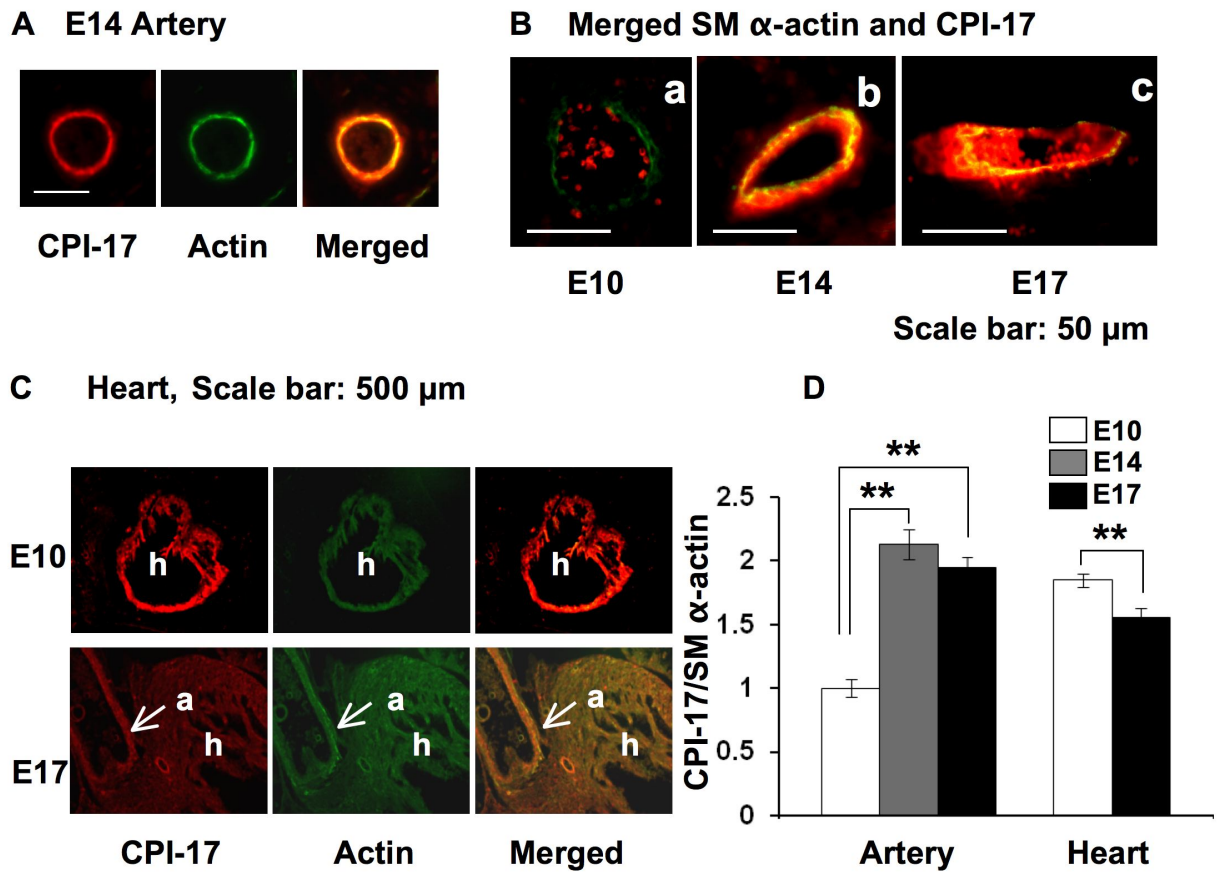 A E14 Artery
CPI-17 Actin Merged
B Merged SM α-actin and CPI-17
a b c
E10 E14 E17
Scale bar: 50 µm
C Heart, Scale bar: 500 µm
E10
h h h
E17
a a a
h h h
CPI-17 Actin Merged
D
E10
E14
E17
** ** **
CPI-17/SM α-actin
2.5
2
1.5
1
0.5
0
Artery Heart